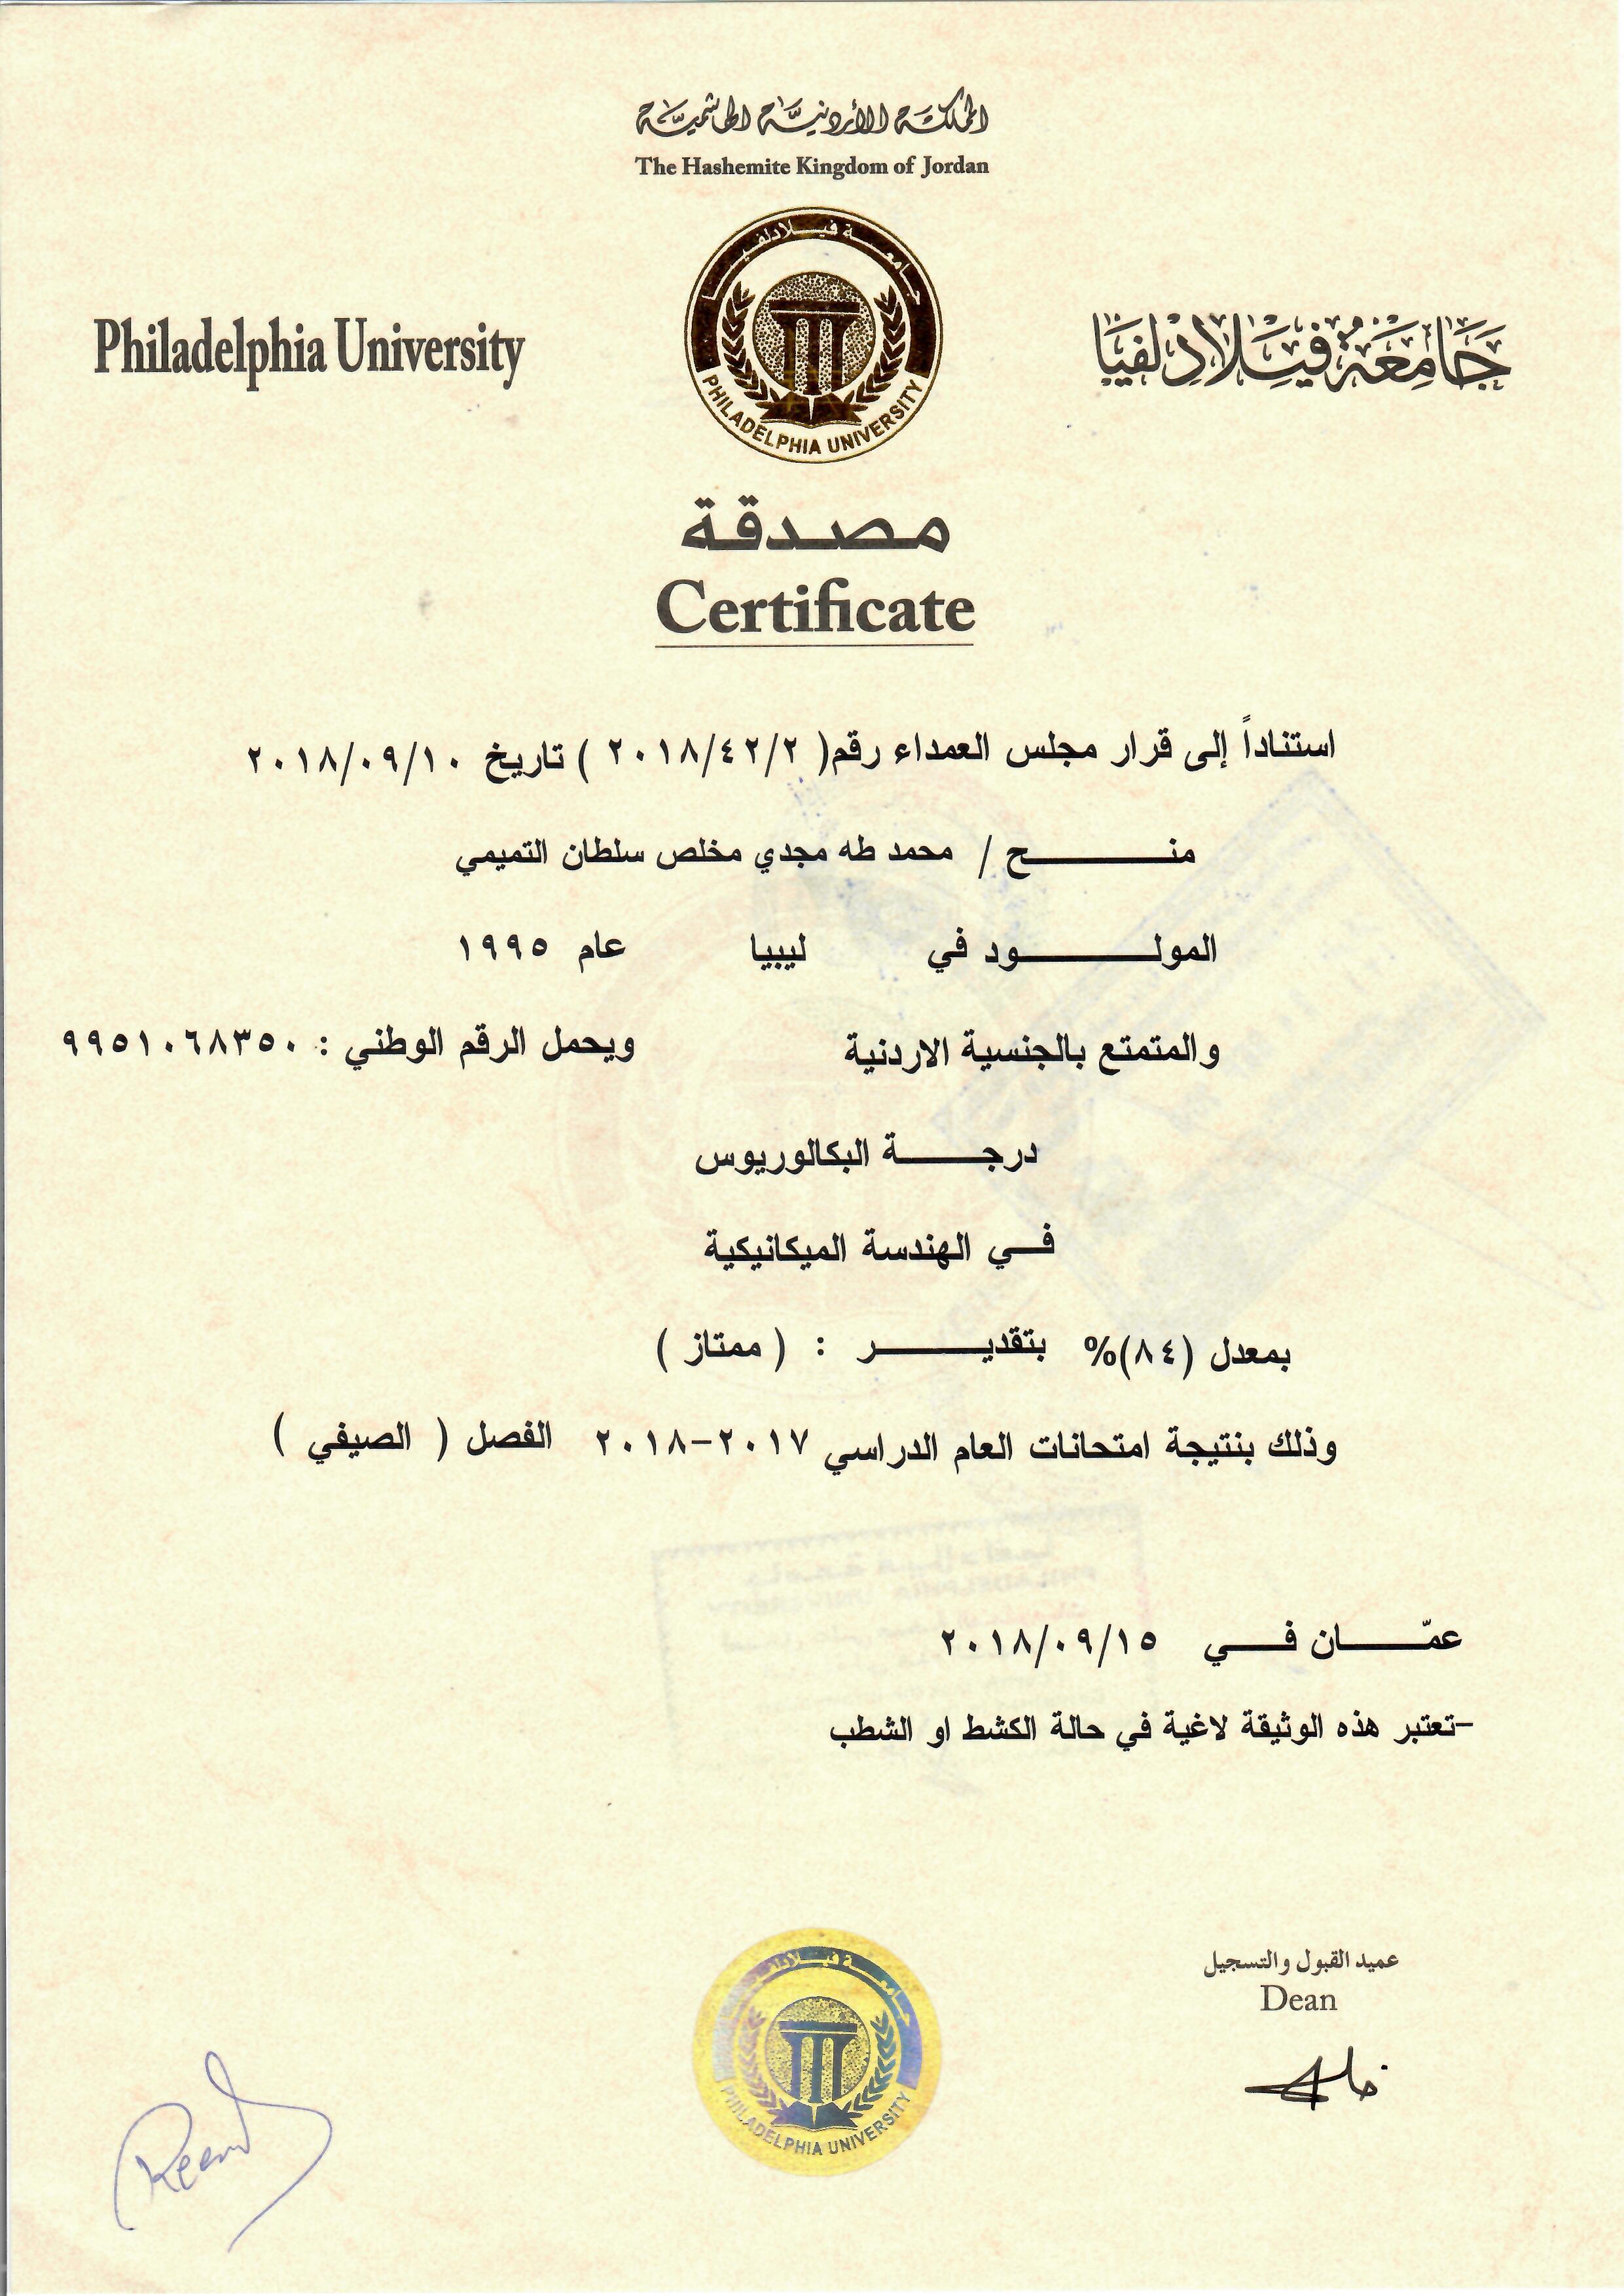 المملكة الأردنية الهاشمية
The Hashemite Kingdom of Jordan
جامعة فيلادلفيا
PHILADELPHIA UNIVERSITY
Philadelphia University
جَامِعَة فيلادلفيا
مصدقة
Certificate
استناداً إلى قرار مجلس العمداء رقم( ٢٠١٨/٤٢/٢ ) تاريخ ٢٠١٨/٠٩/١٠
منـــــــح / محمد طه مجدي مخلص سلطان التميمي
المولـــــــود في ليبيا عام ١٩٩٥
والمتمتع بالجنسية الاردنية ويحمل الرقم الوطني : ٩٩٥١٠٦٨٣٥٠
درجـــــة البكالوريوس
فـــي الهندسة الميكانيكية
بمعدل (٨٤)% بتقديـــــــر : ( ممتاز )
وذلك بنتيجة امتحانات العام الدراسي ٢٠١٧-٢٠١٨ الفصل ( الصيفي )
عمّـــــان فـــــي ٢٠١٨/٠٩/١٥
-تعتبر هذه الوثيقة لاغية في حالة الكشط او الشطب
عميد القبول والتسجيل
Dean
جامعة فيلادلفيا
PHILADELPHIA UNIVERSITY